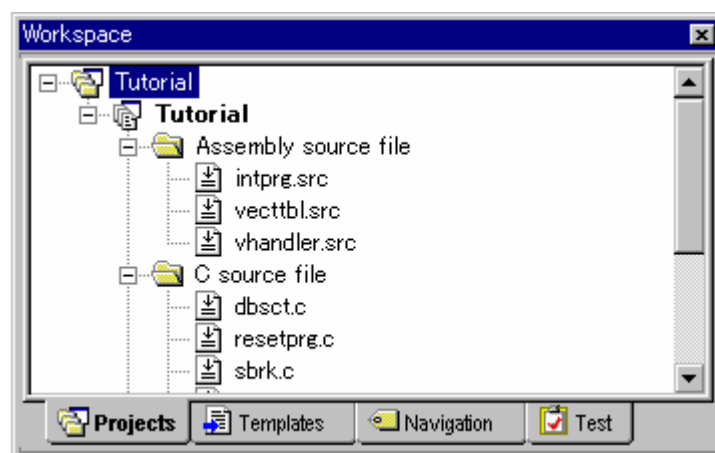 Workspace
Tutorial
Tutorial
Assembly source file
intprg.src
vecttbl.src
vhandler.src
C source file
dbsct.c
resetprg.c
sbrk.c
Projects Templates Navigation Test